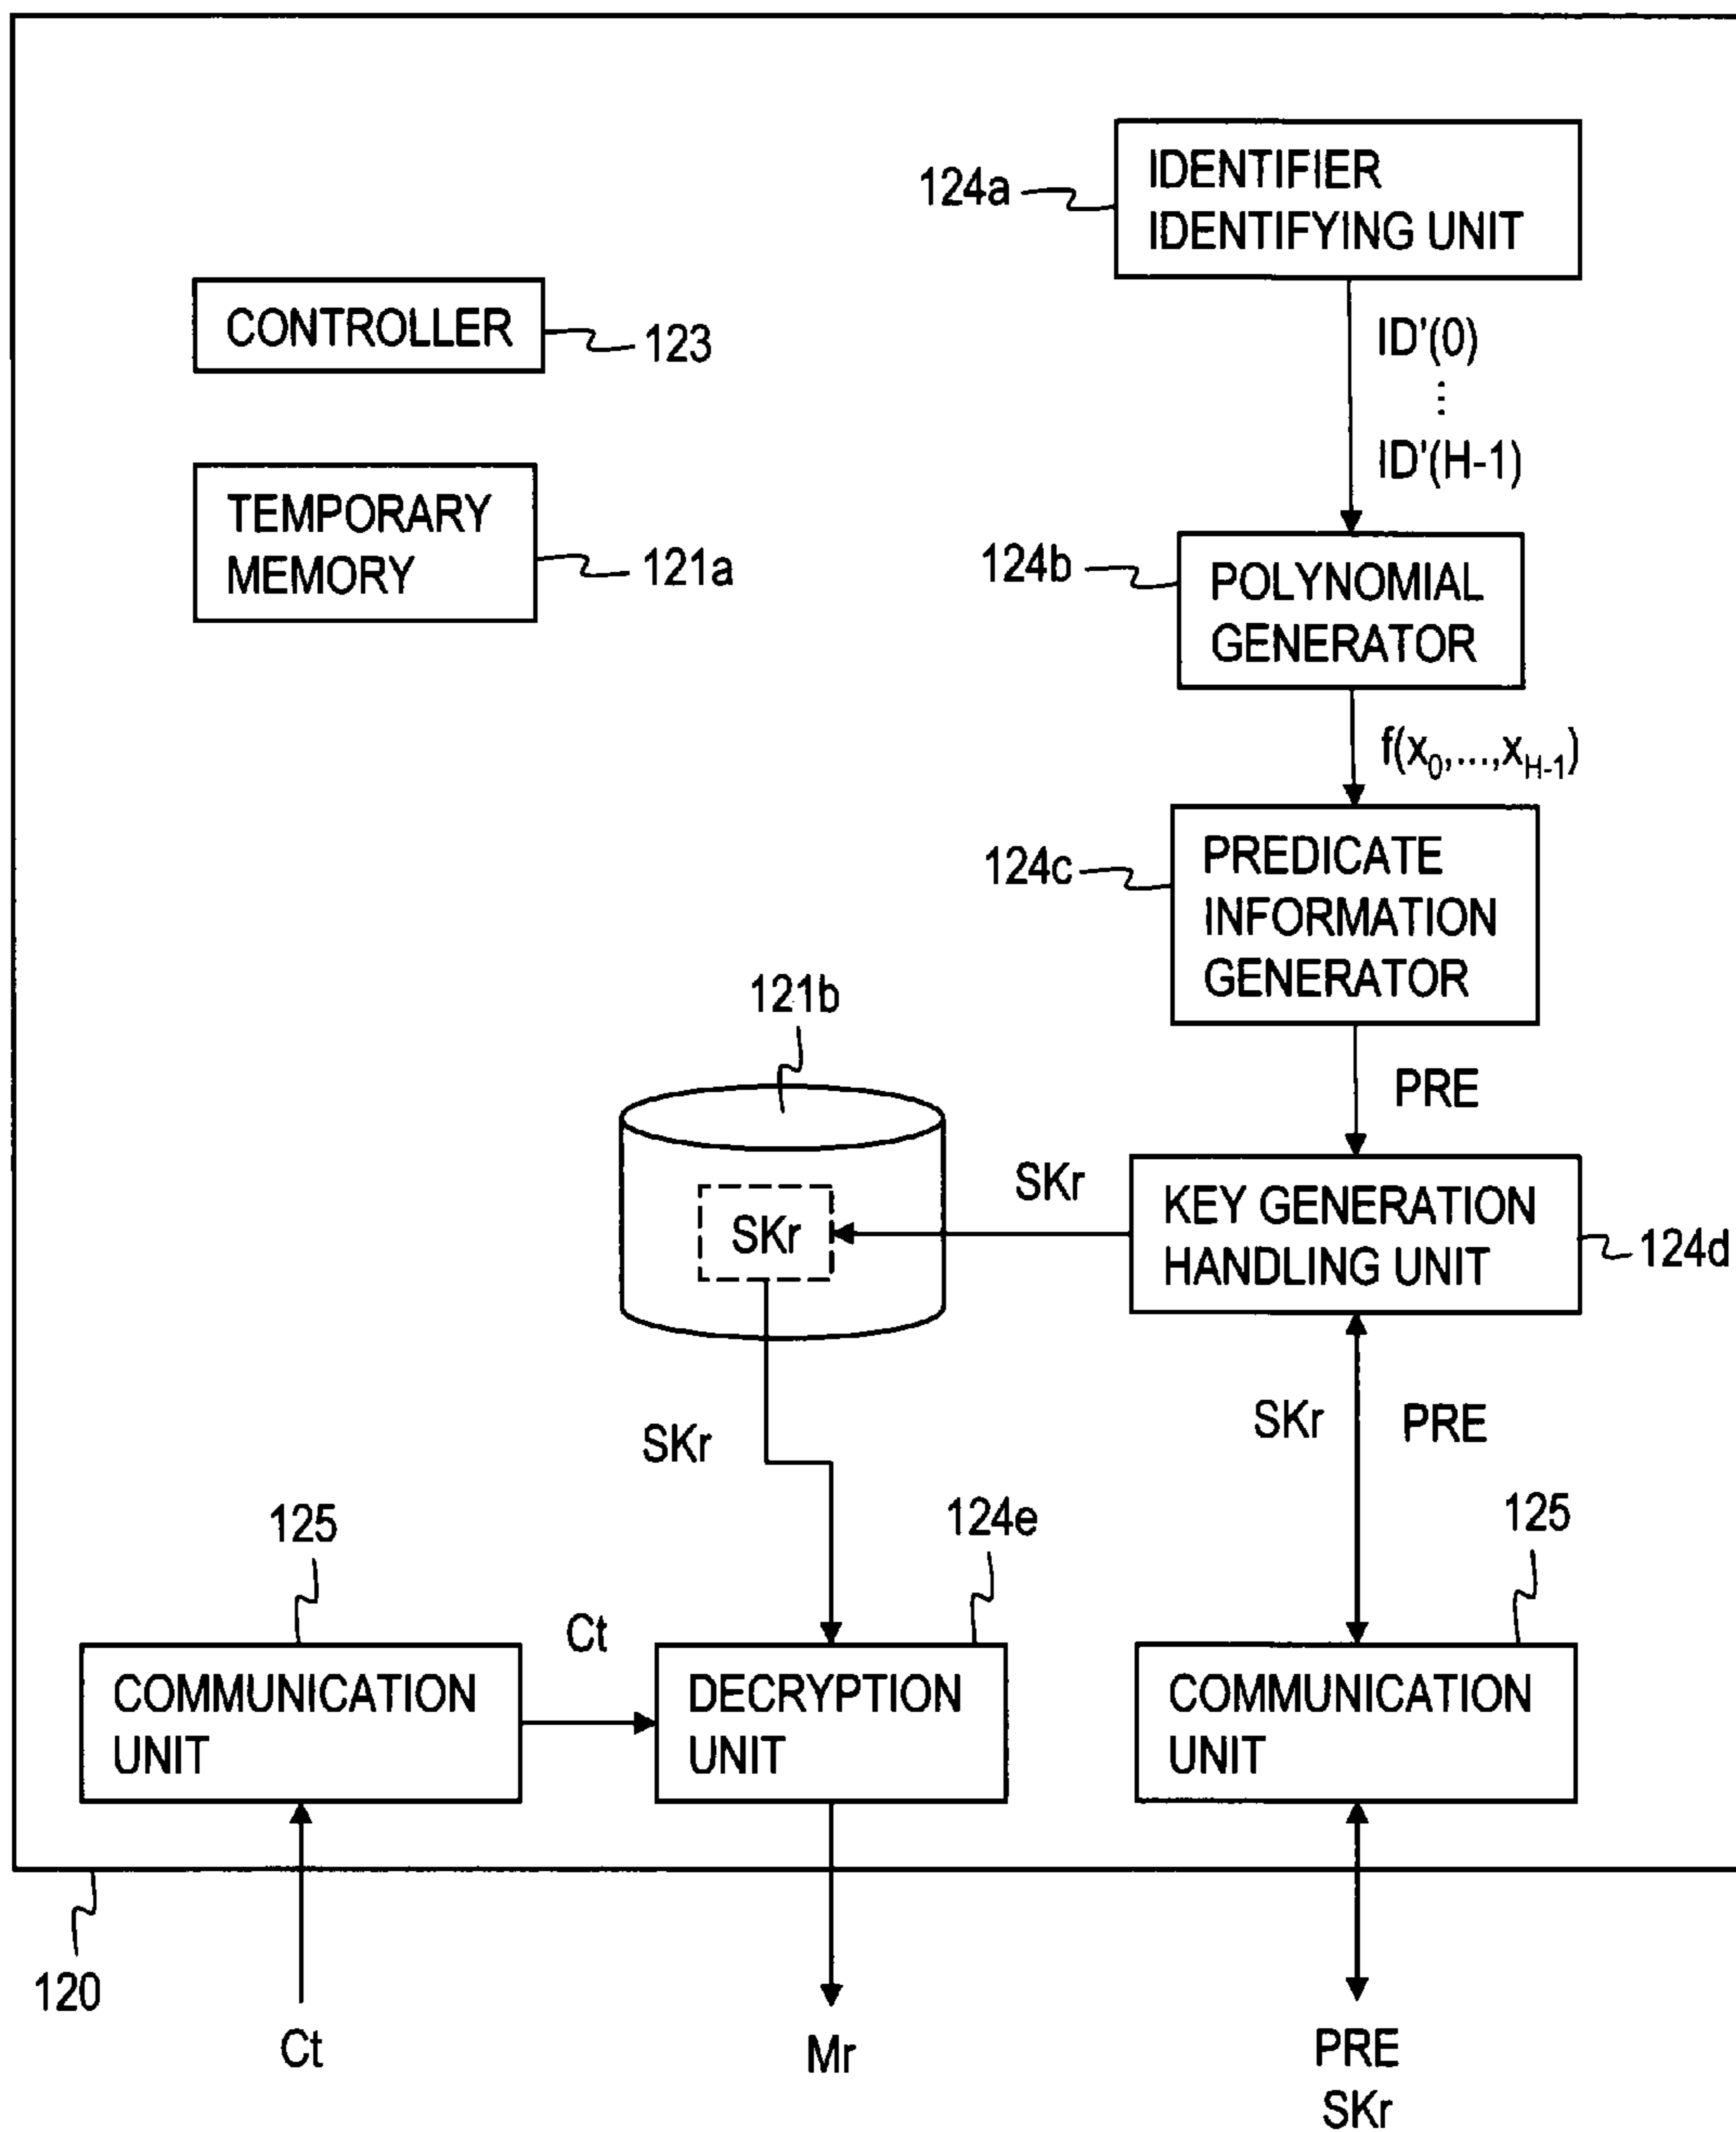 124a
IDENTIFIER
IDENTIFYING UNIT
CONTROLLER
123
ID'(0)
⋮
ID'(H-1)
TEMPORARY
MEMORY
121a
124b
POLYNOMIAL
GENERATOR
f(x0,...,xH-1)
124c
PREDICATE
INFORMATION
GENERATOR
121b
PRE
SKr
SKr
KEY GENERATION
HANDLING UNIT
124d
SKr
SKr
PRE
125
124e
125
Ct
COMMUNICATION
UNIT
DECRYPTION
UNIT
COMMUNICATION
UNIT
120
Ct
Mr
PRE
SKr